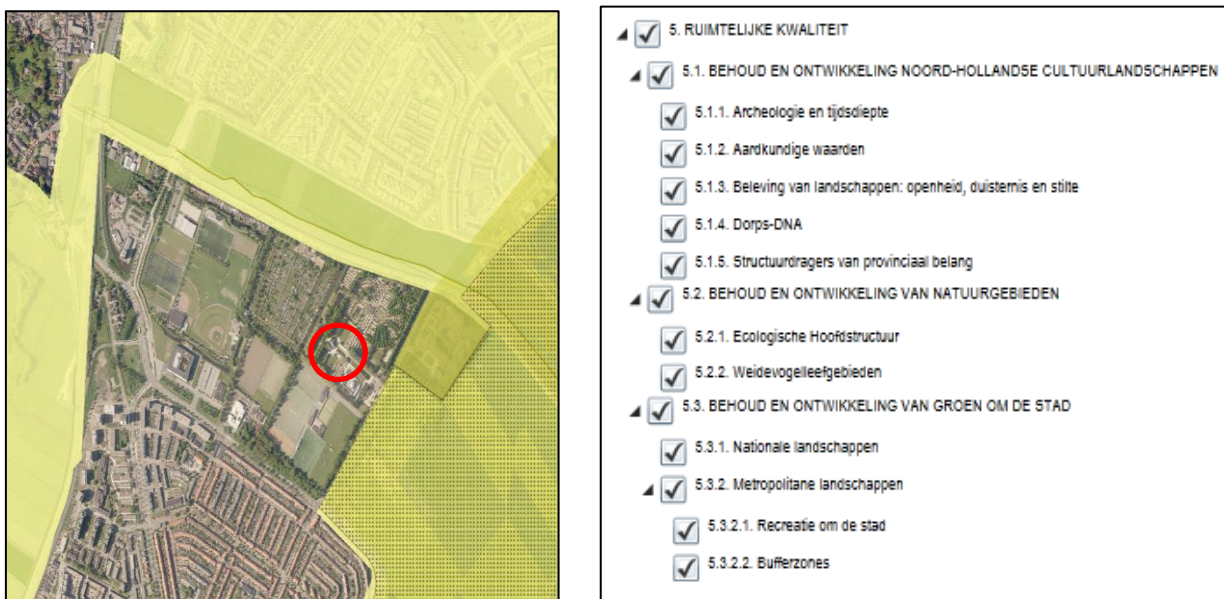 5. RUIMTELIJKE KWALITEIT
5.1. BEHOUD EN ONTWIKKELING NOORD-HOLLANDSE CULTUURLANDSCHAPPEN
5.1.1. Archeologie en tijdsdiepte
5.1.2. Aardkundige waarden
5.1.3. Beleving van landschappen: openheid, duisternis en stilte
5.1.4. Dorps-DNA
5.1.5. Structuurdragers van provinciaal belang
5.2. BEHOUD EN ONTWIKKELING VAN NATUURGEBIEDEN
5.2.1. Ecologische Hoofdstructuur
5.2.2. Weidevogelleefgebieden
5.3. BEHOUD EN ONTWIKKELING VAN GROEN OM DE STAD
5.3.1. Nationale landschappen
5.3.2. Metropolitane landschappen
5.3.2.1. Recreatie om de stad
5.3.2.2. Bufferzones